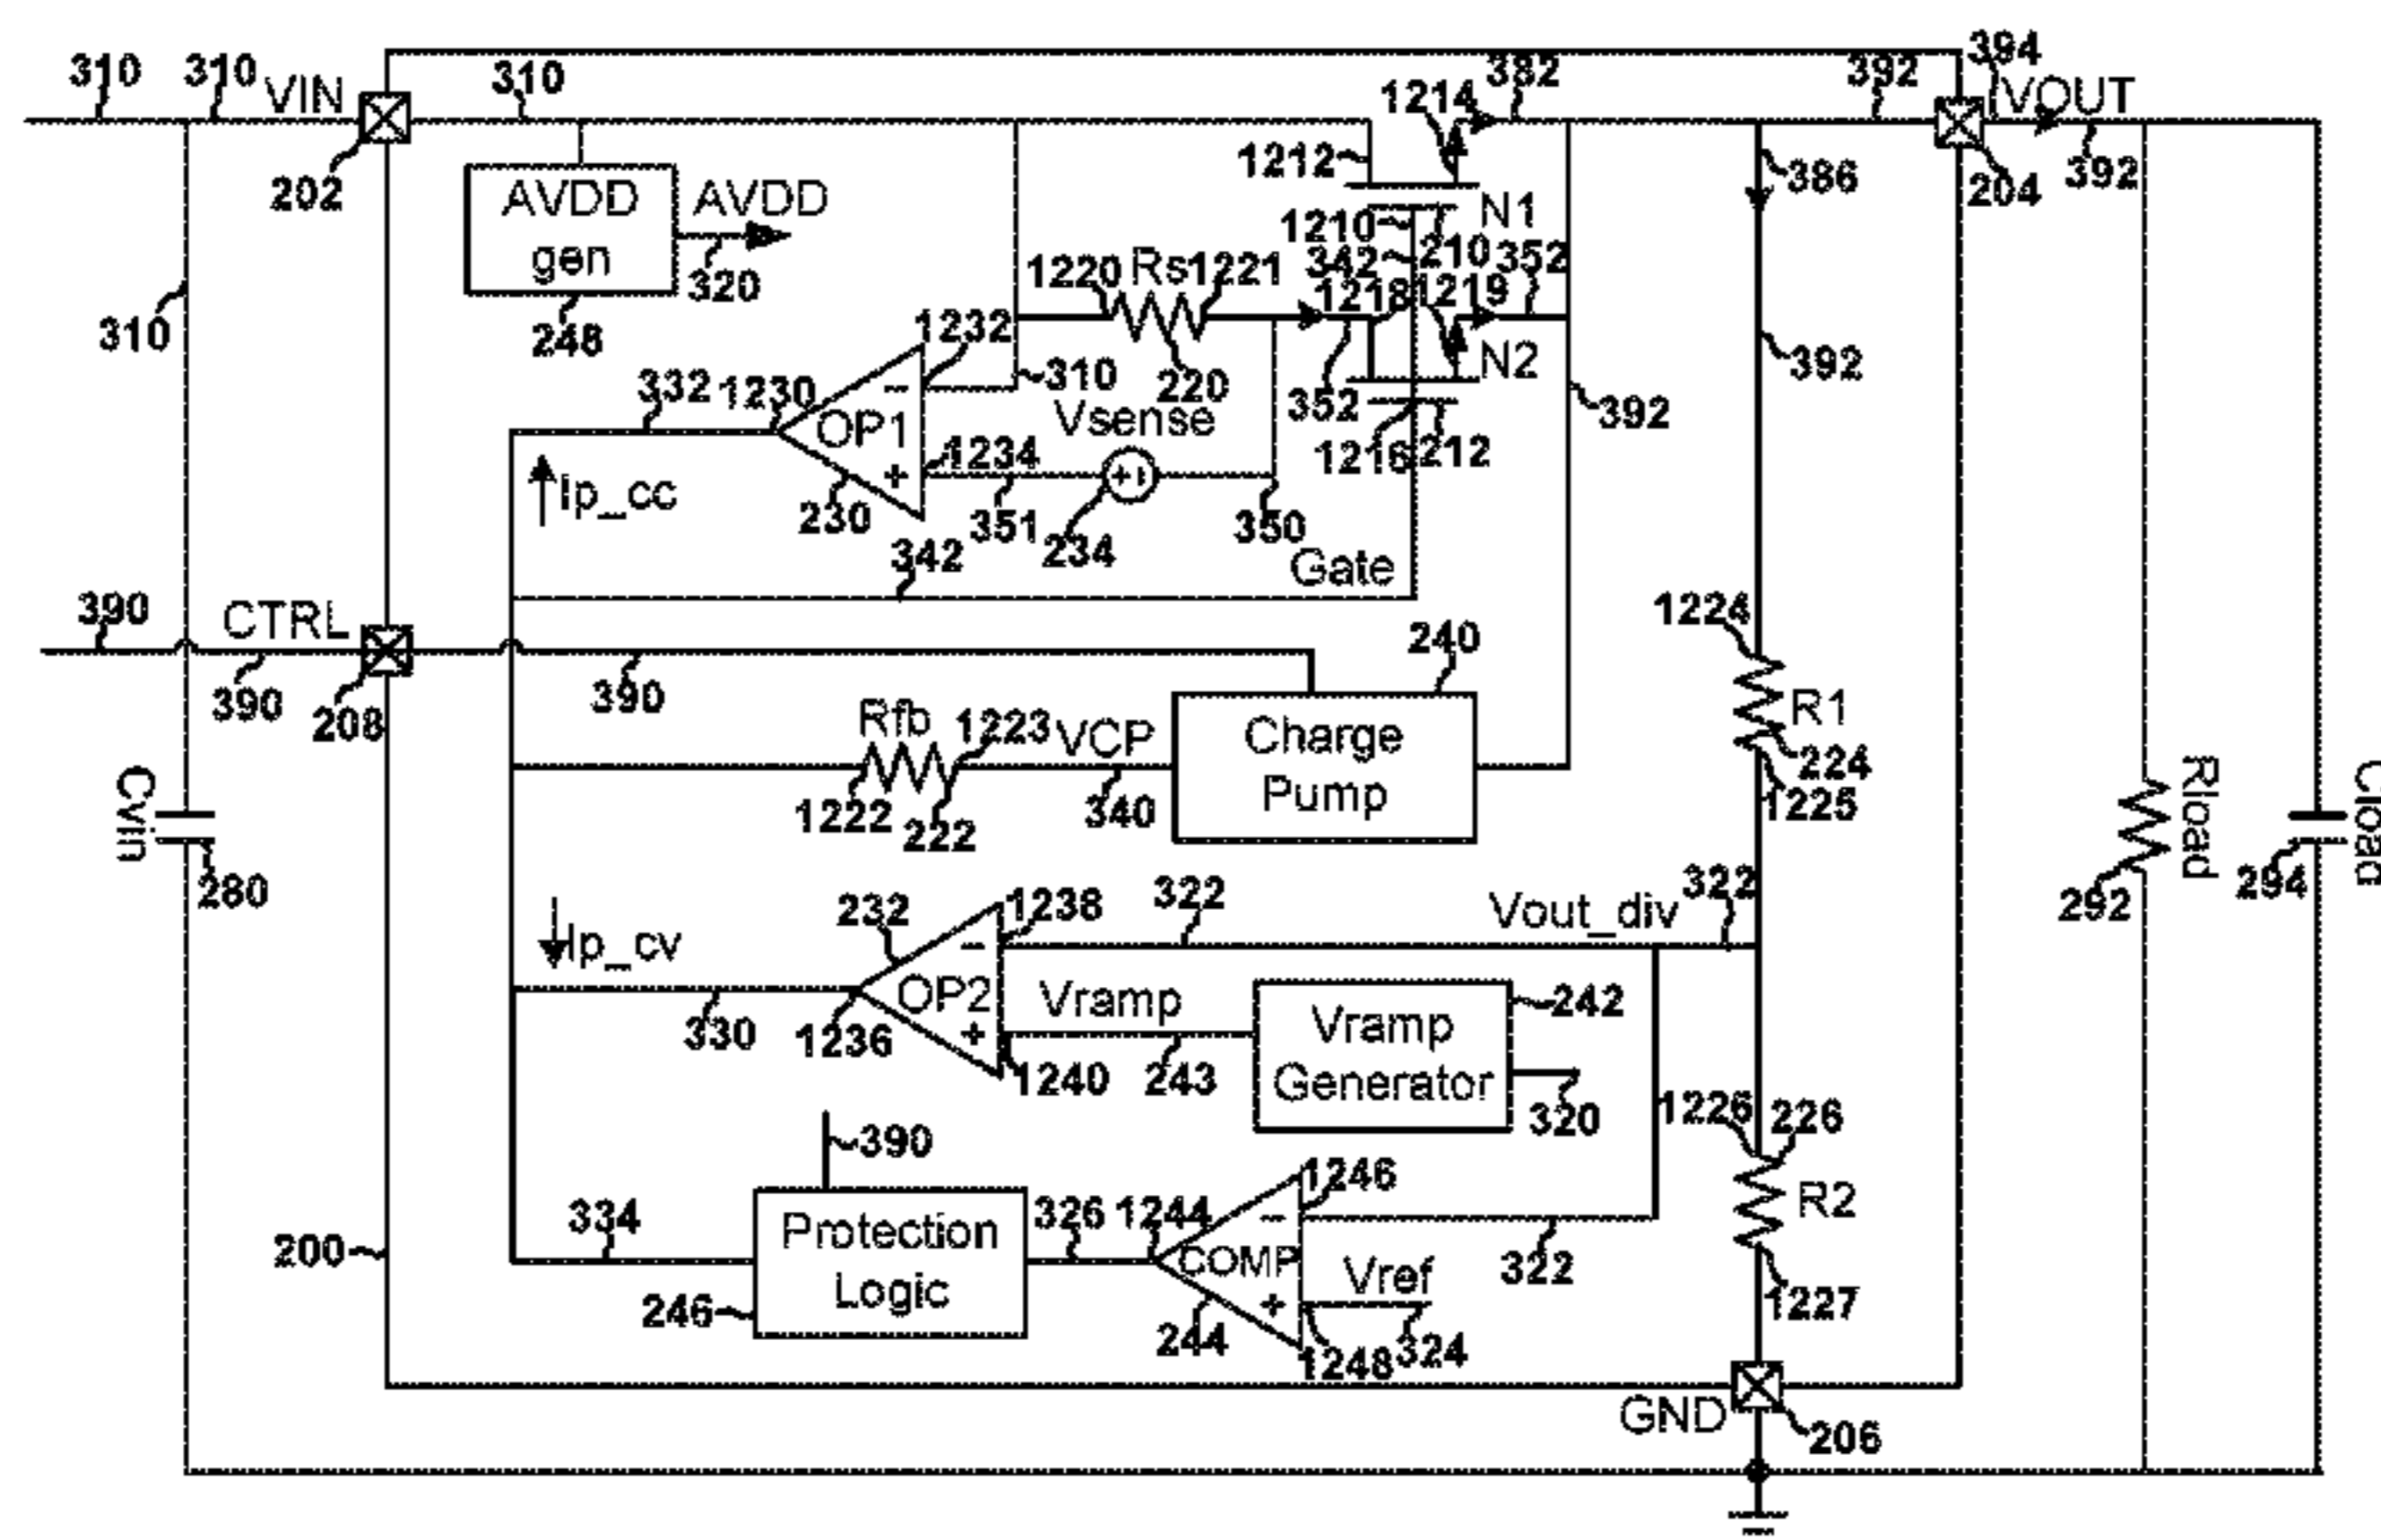 310 310 VIN 310 1214 382 392 394 VOUT
202 1212 386 392 204
AVDD gen AVDD 320 248
1210 N1 210 342 352
1220 Rs 1221 1218 1219
310 1232 310 220 352 N2 392 392
332 1230 OP1 - + Vsense 1234 1216 212
Ip_cc 230 351 234 350
342 Gate
390 CTRL 390 208 390 240 1224
Rfb 1223 VCP Charge Pump R1 224
1222 222 340 1225
Cvin 280 Rload 292 Cload 294
232 1238 322 Vout_div 322
Ip_cv OP2 - + Vramp Vramp Generator 242
330 1236 1240 243 320 1226 226
390 1246
334 Protection Logic 326 1244 COMP - + 322 R2
200 246 244 Vref 1248 324 1227
GND 206